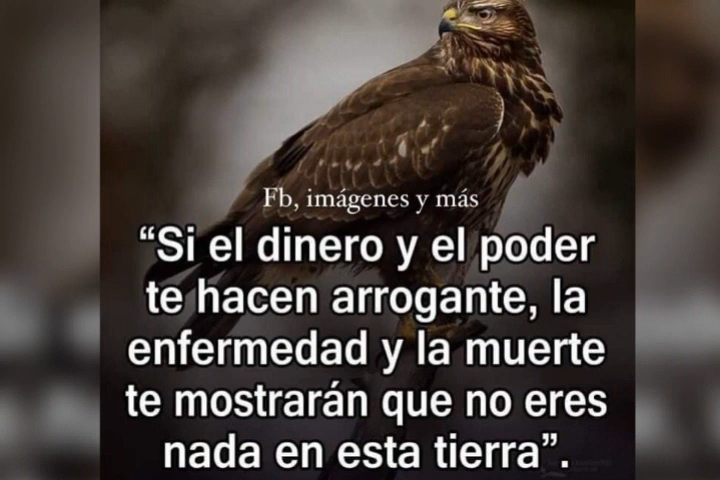 Fb, imágenes y más
“Si el dinero y el poder
te hacen arrogante, la
enfermedad y la muerte
te mostrarán que no eres
nada en esta tierra”.